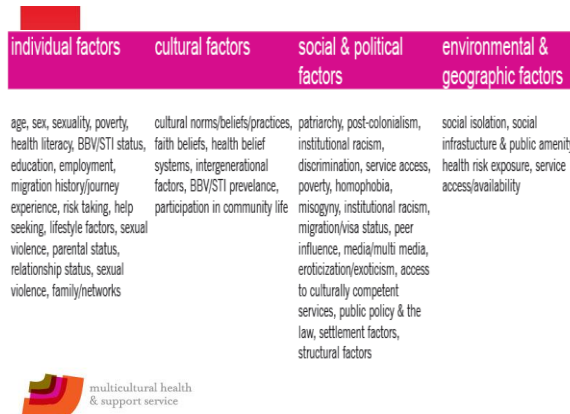 individual factors
age, sex, sexuality, poverty,
health literacy, BBV/STI status,
education, employment,
migration history/journey
experience, risk taking, help
seeking, lifestyle factors, sexual
violence, parental status,
relationship status, sexual
violence, family/networks
cultural factors
cultural norms/beliefs/practices,
faith beliefs, health belief
systems, intergenerational
factors, BBV/STI prevelance,
participation in community life
social & political
factors
patriarchy, post-colonialism,
institutional racism,
discrimination, service access,
poverty, homophobia,
misogyny, institutional racism,
migration/visa status, peer
influence, media/multi media,
eroticization/exoticism, access
to culturally competent
services, public policy & the
law, settlement factors,
structural factors
environmental &
geographic factors
social isolation, social
infrastucture & public amenity
health risk exposure, service
access/availability
multicultural health
& support service